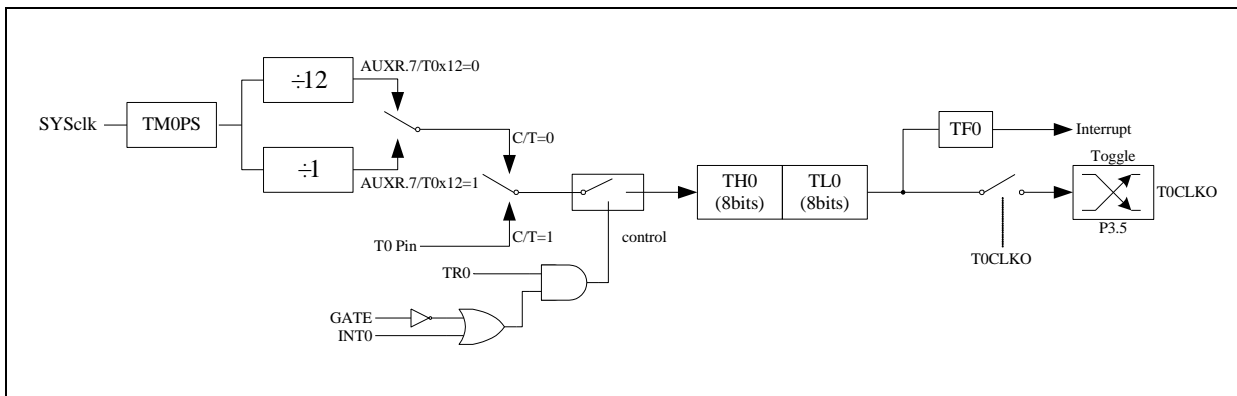 SYSclk
TM0PS
÷12
÷1
AUXR.7/T0x12=0
AUXR.7/T0x12=1
C/T=0
C/T=1
T0 Pin
control
TR0
GATE
INT0
TH0
(8bits)
TL0
(8bits)
TF0
Interrupt
Toggle
T0CLKO
P3.5
T0CLKO